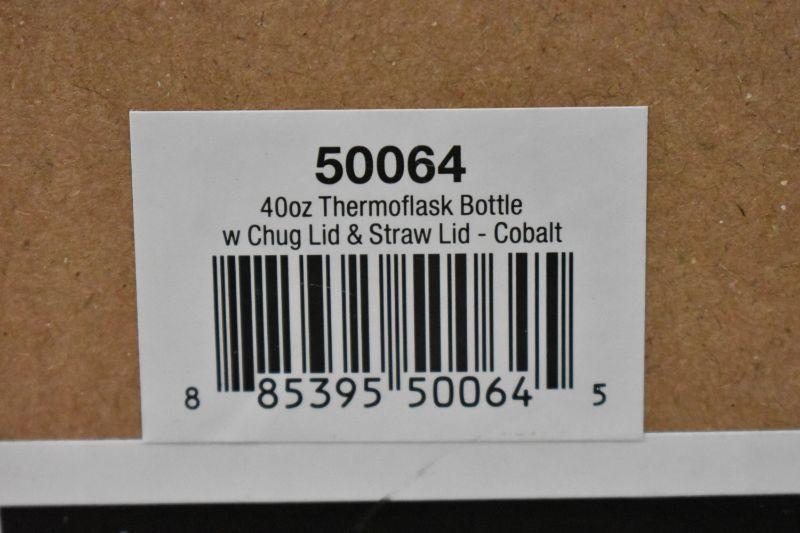 50064
40oz Thermoflask Bottle
w Chug Lid & Straw Lid - Cobalt
8 85395 50064 5